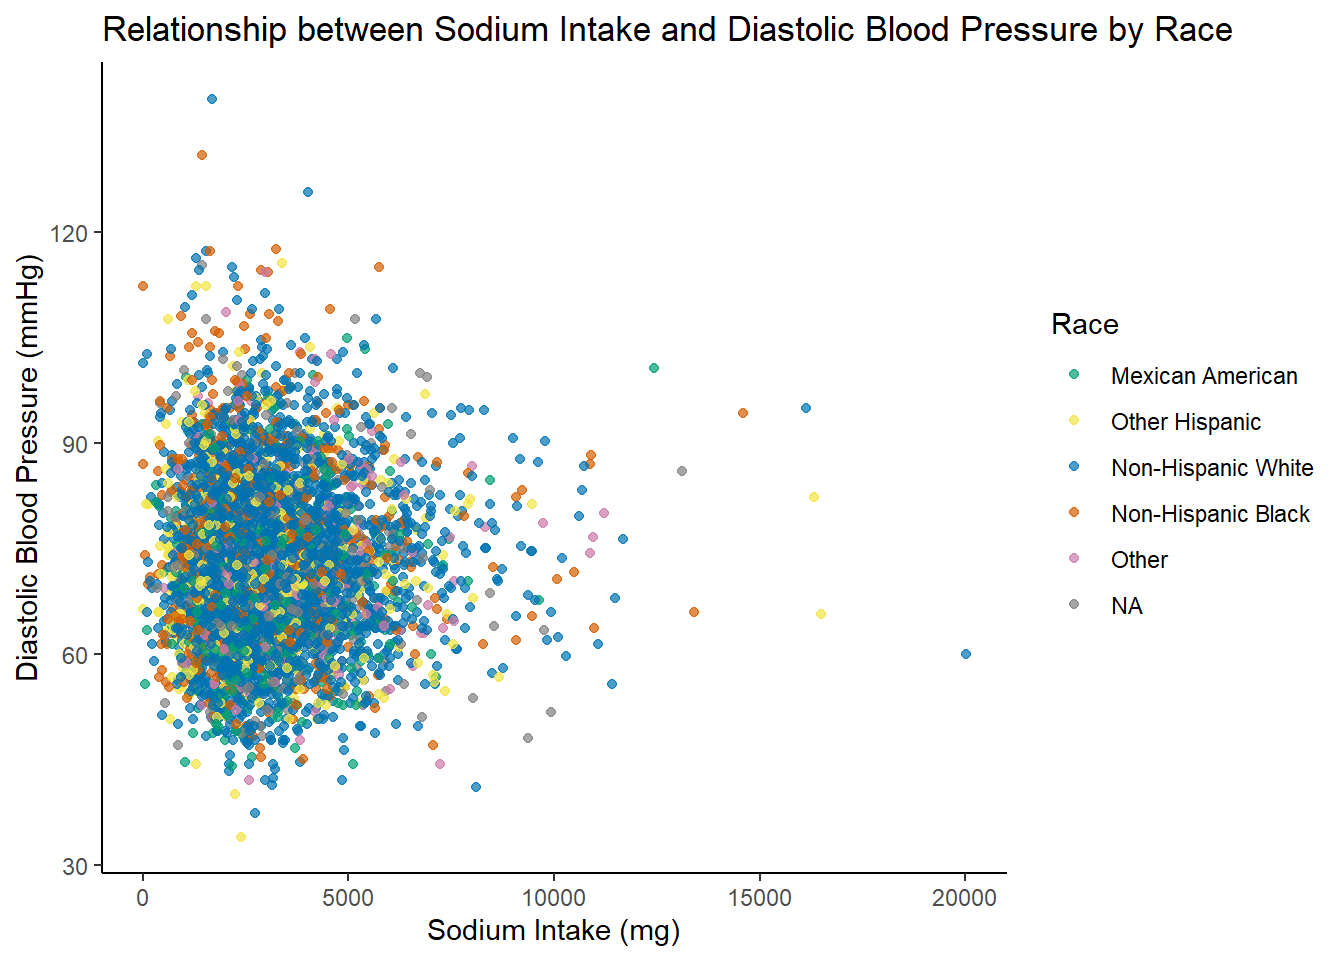 Relationship between Sodium Intake and Diastolic Blood Pressure by Race
Diastolic Blood Pressure (mmHg)
120
90
60
30
0 5000 10000 15000 20000
Sodium Intake (mg)
Race
Mexican American
Other Hispanic
Non-Hispanic White
Non-Hispanic Black
Other
NA